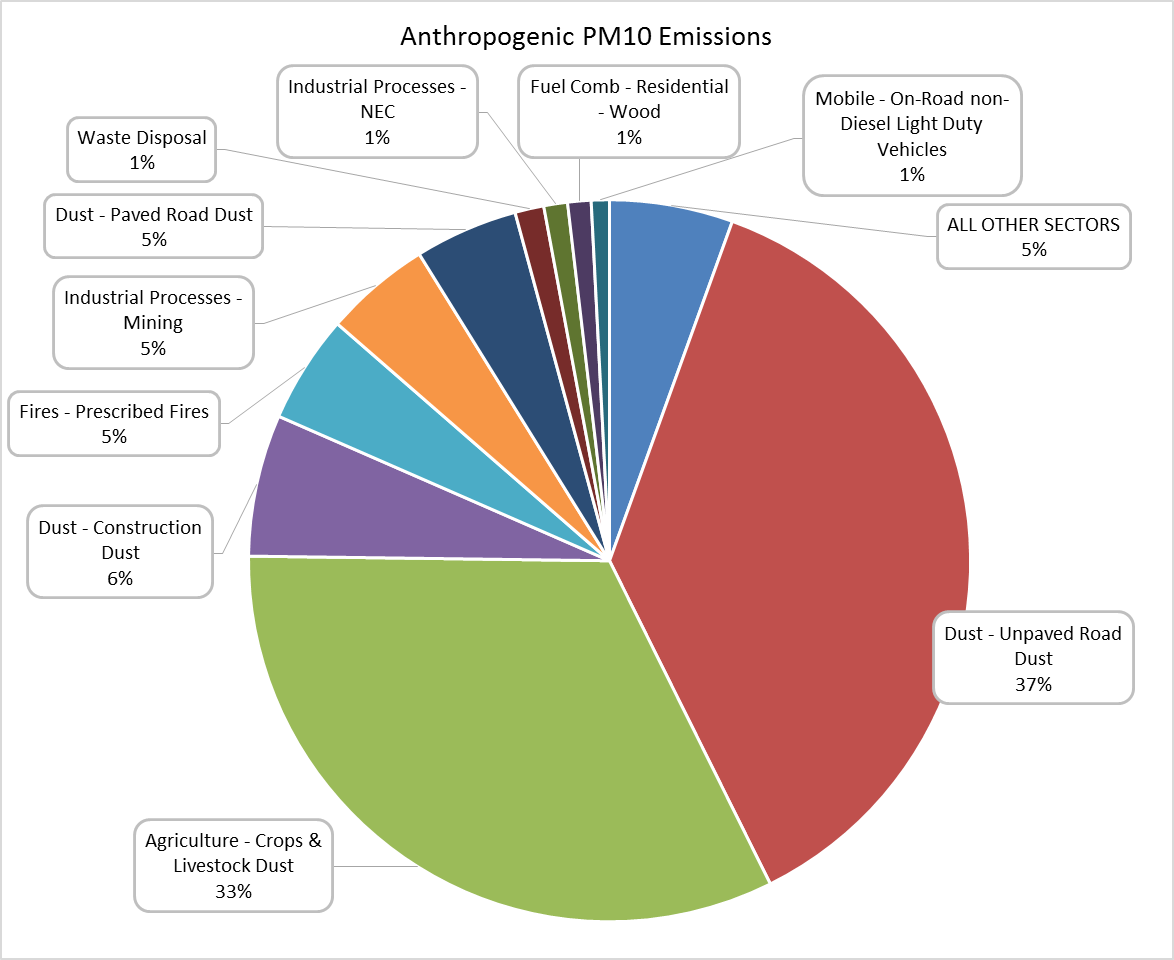 Anthropogenic PM10 Emissions
Industrial Processes -
NEC
1%
Fuel Comb - Residential
- Wood
1%
Mobile - On-Road non-
Diesel Light Duty
Vehicles
1%
Waste Disposal
1%
Dust - Paved Road Dust
5%
ALL OTHER SECTORS
5%
Industrial Processes -
Mining
5%
Fires - Prescribed Fires
5%
Dust - Construction
Dust
6%
Dust - Unpaved Road
Dust
37%
Agriculture - Crops &
Livestock Dust
33%